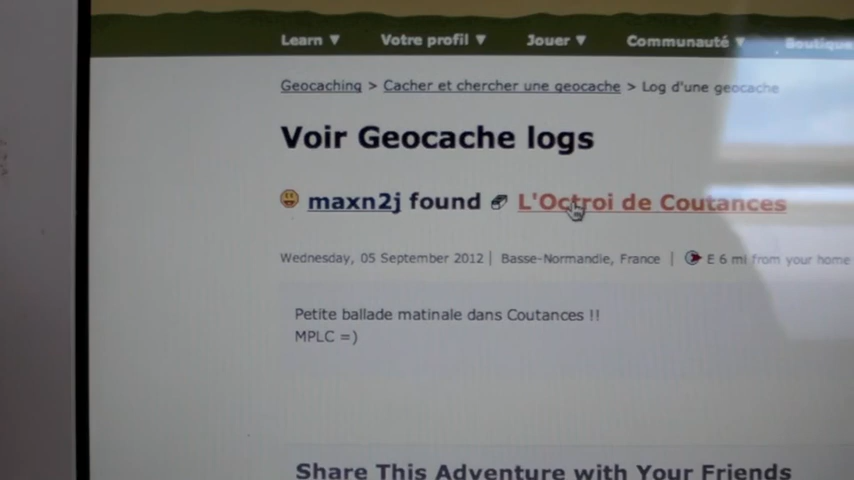 Learn ▼ Votre profil ▼ Jouer ▼ Communauté ▼ Boutique
Geocaching > Cacher et chercher une geocache > Log d'une geocache
Voir Geocache logs
maxn2j found L'Octroi de Coutances
Wednesday, 05 September 2012 | Basse-Normandie, France | E 6 mi from your home
Petite ballade matinale dans Coutances !!
MPLC =)
Share This Adventure with Your Friends